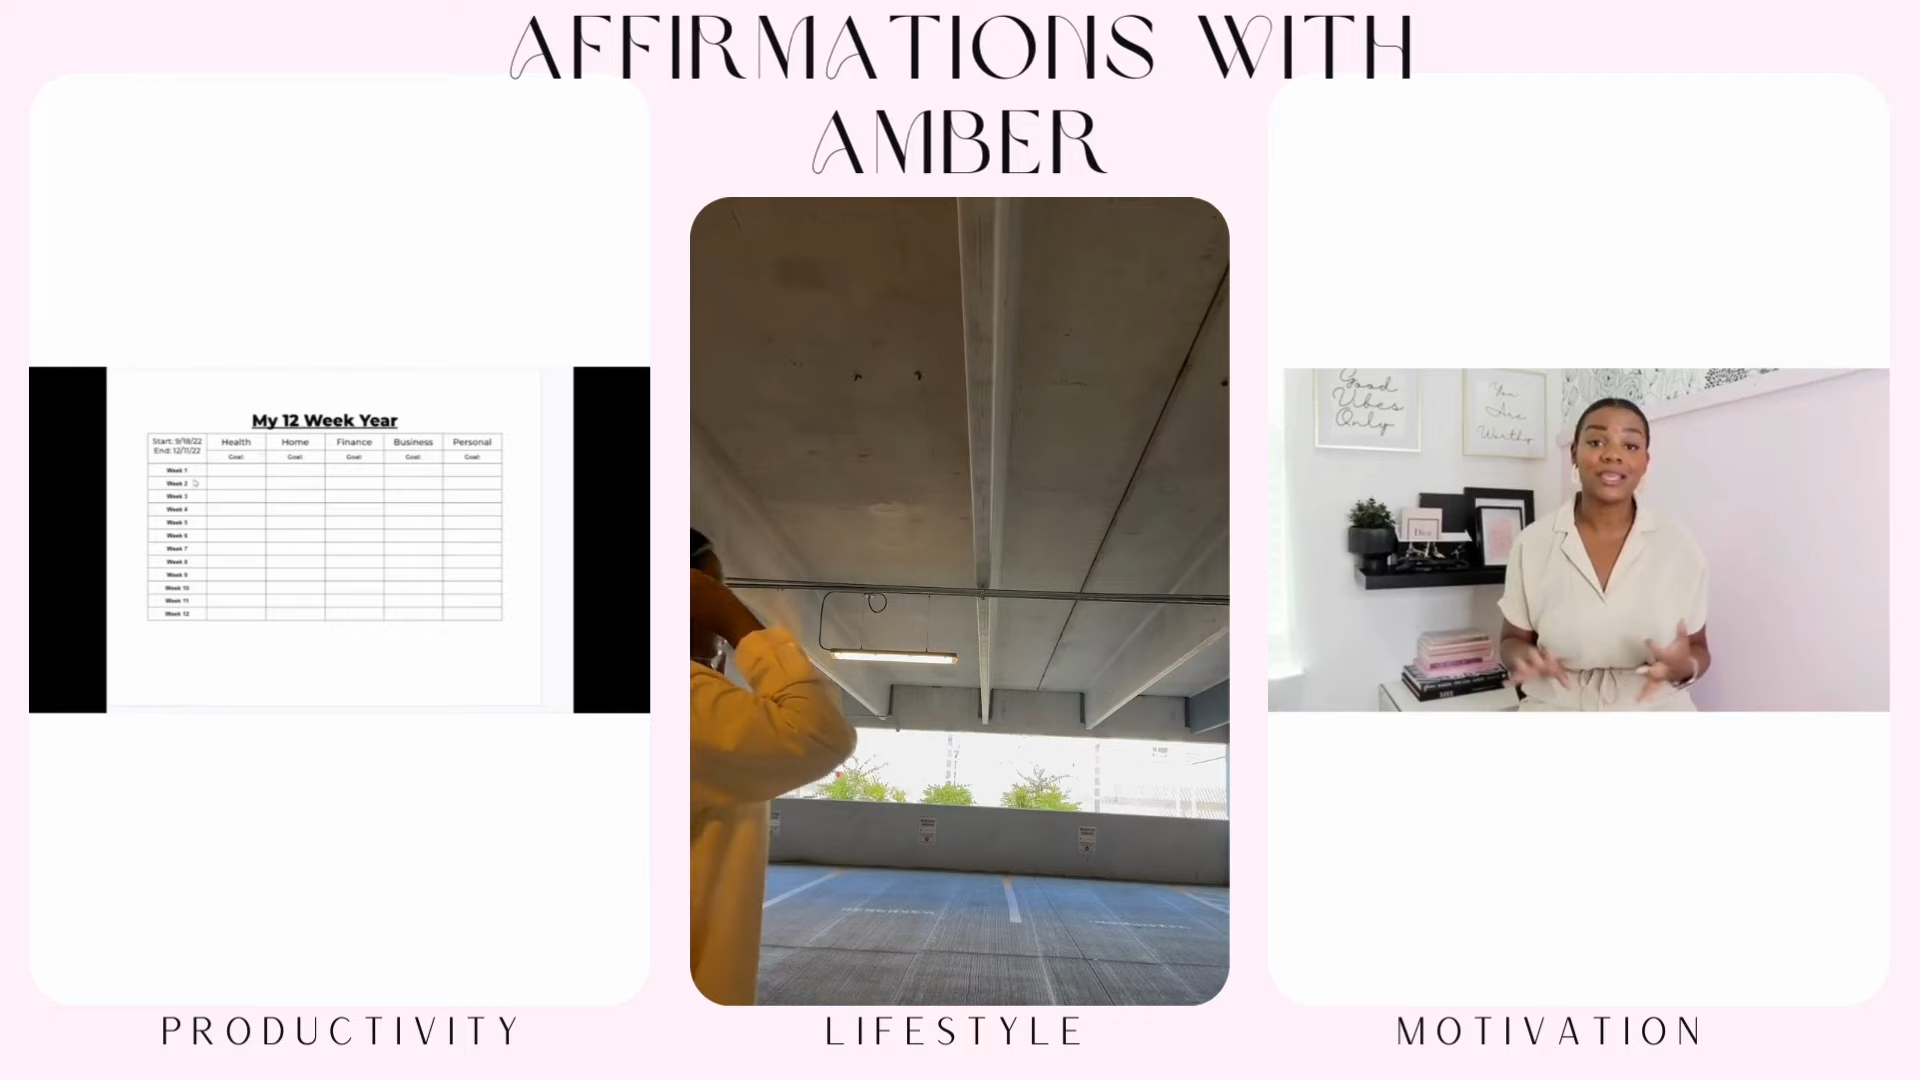 AFFIRMATIONS WITH
AMBER
My 12 Week Year
Start: 9/18/22
End: 12/11/22
Health Home Finance Business Personal
Goal: Goal: Goal: Goal: Goal:
Week 1
Week 2
Week 3
Week 4
Week 5
Week 6
Week 7
Week 8
Week 9
Week 10
Week 11
Week 12
Good
Vibes
Only
You
Are
Worthy
Dior
PRODUCTIVITY
LIFESTYLE
MOTIVATION